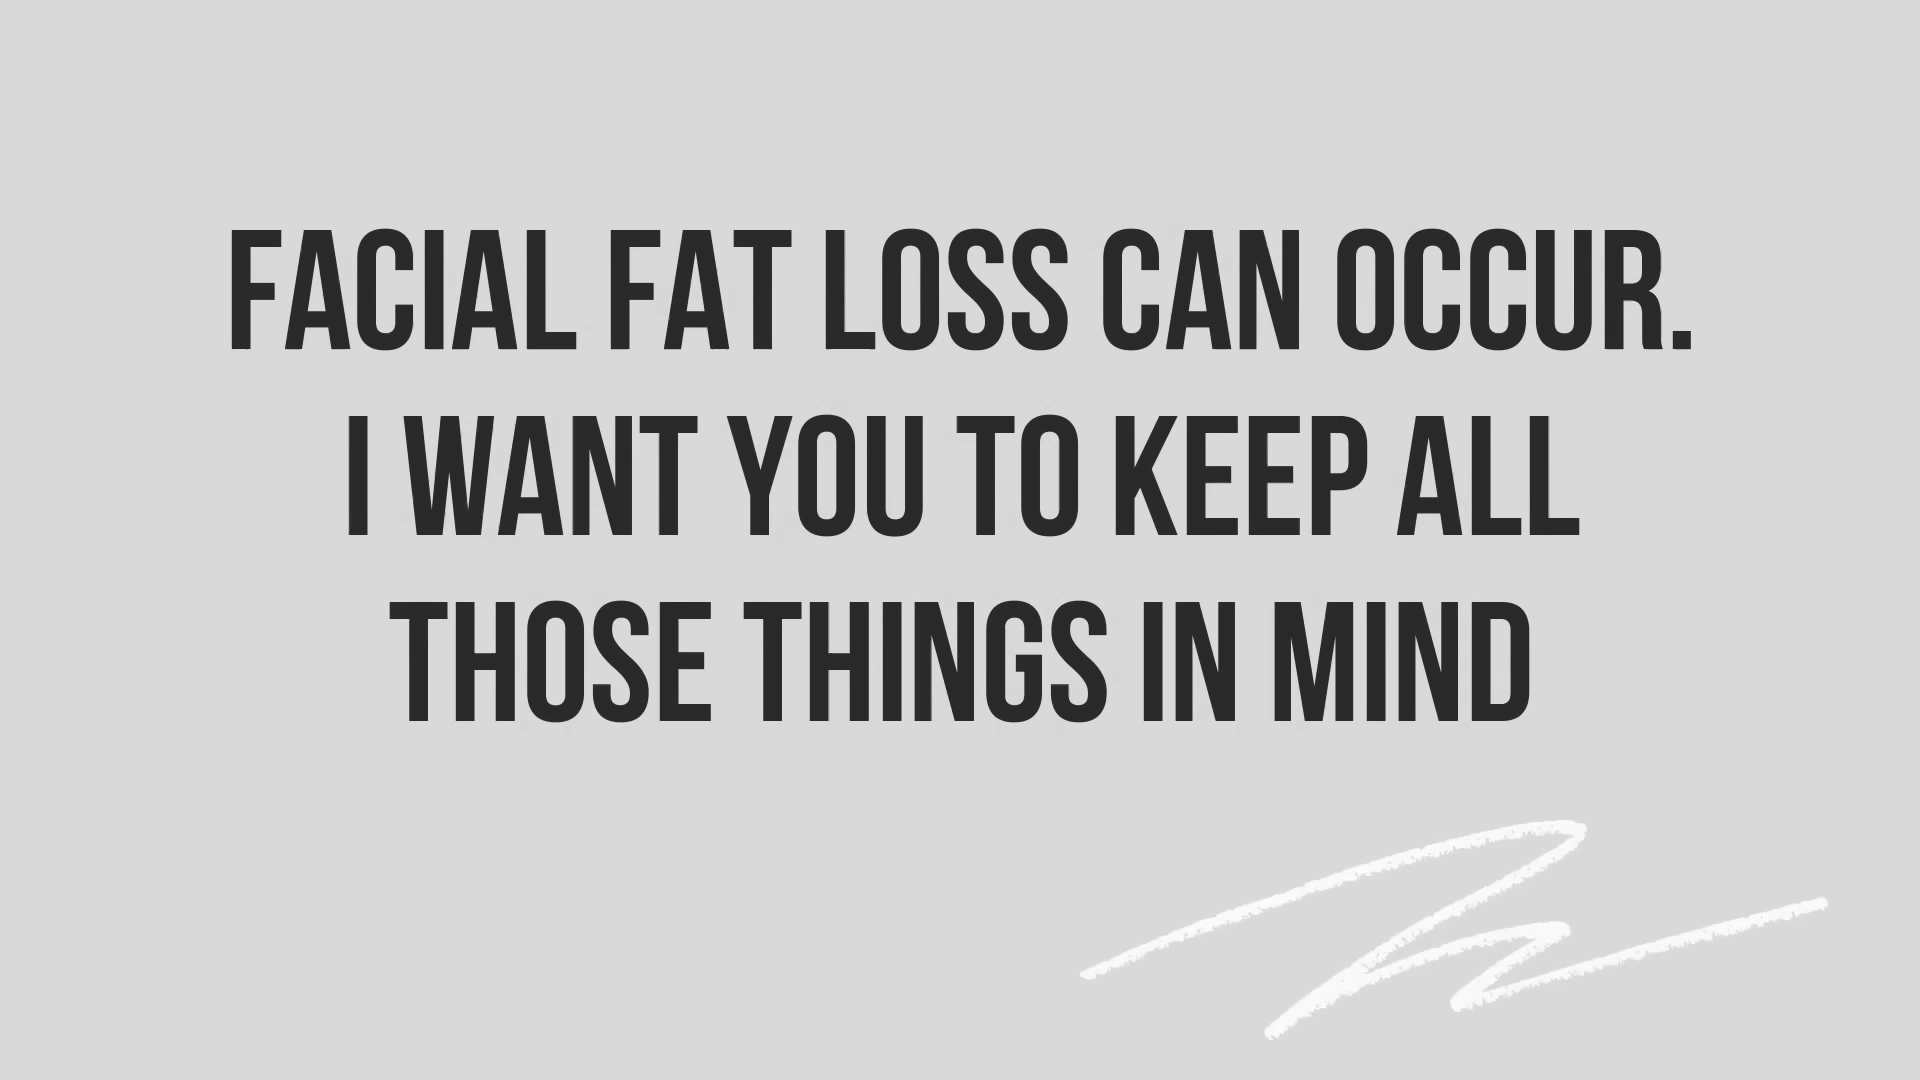 FACIAL FAT LOSS CAN OCCUR.
I WANT YOU TO KEEP ALL
THOSE THINGS IN MIND